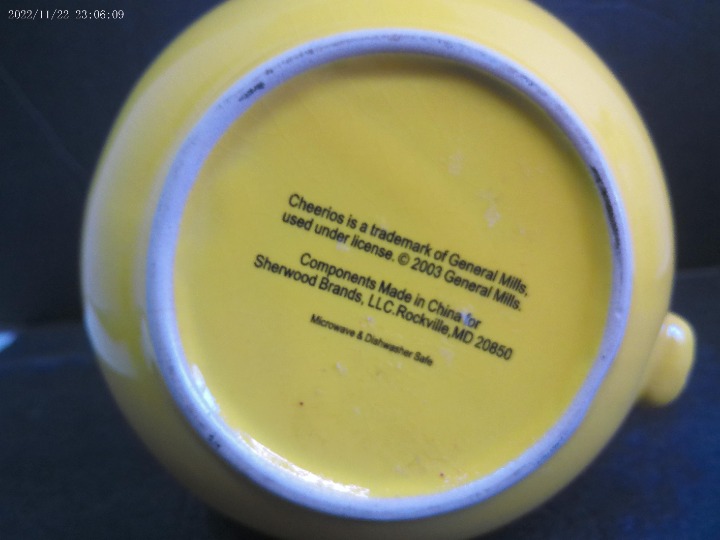 2022/11/22 23:06:09
Cheerios is a trademark of General Mills,
used under license. © 2003 General Mills.
Components Made in China for
Sherwood Brands, LLC.Rockville,MD 20850
Microwave & Dishwasher Safe